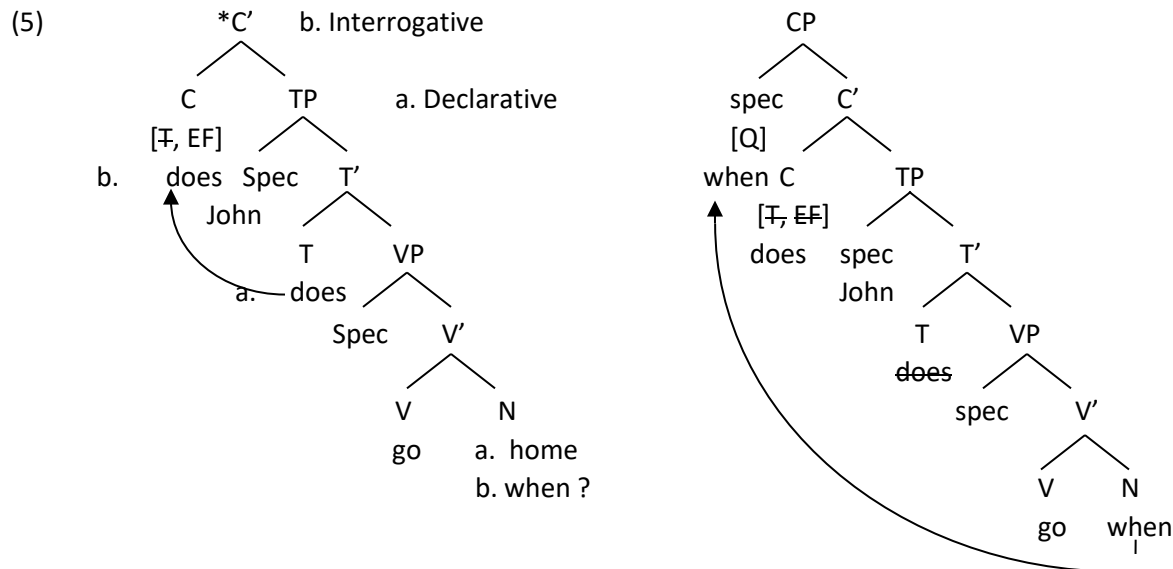 (5) *C’ b. Interrogative CP
C TP a. Declarative spec C’
[T, EF] [Q]
b. does Spec T’ when C TP
John [T, EF]
T VP does spec T’
a. does John
Spec V’ T VP
does
V N spec V’
go a. home
b. when ? V N
go when